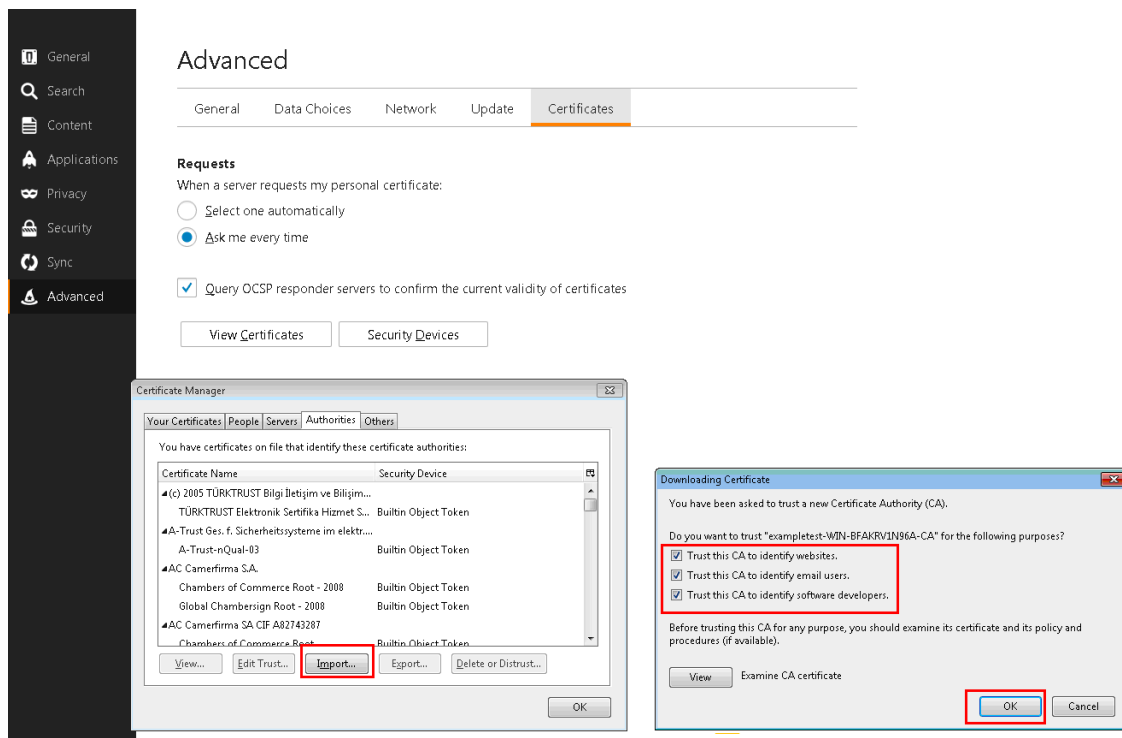 General
Search
Content
Applications
Privacy
Security
Sync
Advanced
Advanced
General Data Choices Network Update Certificates
Requests
When a server requests my personal certificate:
Select one automatically
Ask me every time
Query OCSP responder servers to confirm the current validity of certificates
View Certificates Security Devices
Certificate Manager
Your Certificates People Servers Authorities Others
You have certificates on file that identify these certificate authorities:
Certificate Name Security Device
(c) 2005 TÜRKTRUST Bilgi İletişim ve Bilişim...
TÜRKTRUST Elektronik Sertifika Hizmet S... Builtin Object Token
A-Trust Ges. f. Sicherheitssysteme im elektr....
A-Trust-nQual-03 Builtin Object Token
AC Camerfirma S.A.
Chambers of Commerce Root - 2008 Builtin Object Token
Global Chambersign Root - 2008 Builtin Object Token
AC Camerfirma SA CIF A82743287
Chambers of Commerce Root Builtin Object Token
View... Edit Trust... Import... Export... Delete or Distrust...
OK
Downloading Certificate
You have been asked to trust a new Certificate Authority (CA).
Do you want to trust "exampletest-WIN-BFAKRV1N96A-CA" for the following purposes?
Trust this CA to identify websites.
Trust this CA to identify email users.
Trust this CA to identify software developers.
Before trusting this CA for any purpose, you should examine its certificate and its policy and
procedures (if available).
View Examine CA certificate
OK Cancel